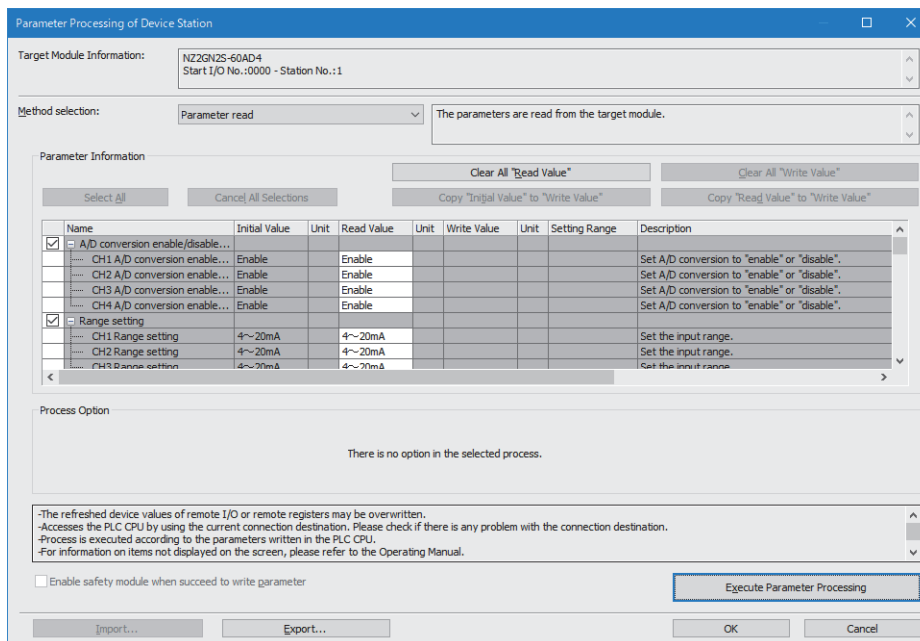 Parameter Processing of Device Station
Target Module Information:
NZ2GN2S-60AD4
Start I/O No.:0000 - Station No.:1
Method selection:
Parameter read
The parameters are read from the target module.
Parameter Information
Clear All "Read Value"
Clear All "Write Value"
Select All
Cancel All Selections
Copy "Initial Value" to "Write Value"
Copy "Read Value" to "Write Value"
Name Initial Value Unit Read Value Unit Write Value Unit Setting Range Description
A/D conversion enable/disable...
CH1 A/D conversion enable... Enable Enable Set A/D conversion to "enable" or "disable".
CH2 A/D conversion enable... Enable Enable Set A/D conversion to "enable" or "disable".
CH3 A/D conversion enable... Enable Enable Set A/D conversion to "enable" or "disable".
CH4 A/D conversion enable... Enable Enable Set A/D conversion to "enable" or "disable".
Range setting
CH1 Range setting 4～20mA 4～20mA Set the input range.
CH2 Range setting 4～20mA 4～20mA Set the input range.
CH3 Range setting 4～20mA 4～20mA Set the input range.
Process Option
There is no option in the selected process.
-The refreshed device values of remote I/O or remote registers may be overwritten.
-Accesses the PLC CPU by using the current connection destination. Please check if there is any problem with the connection destination.
-Process is executed according to the parameters written in the PLC CPU.
-For information on items not displayed on the screen, please refer to the Operating Manual.
Enable safety module when succeed to write parameter
Execute Parameter Processing
Import...
Export...
OK
Cancel